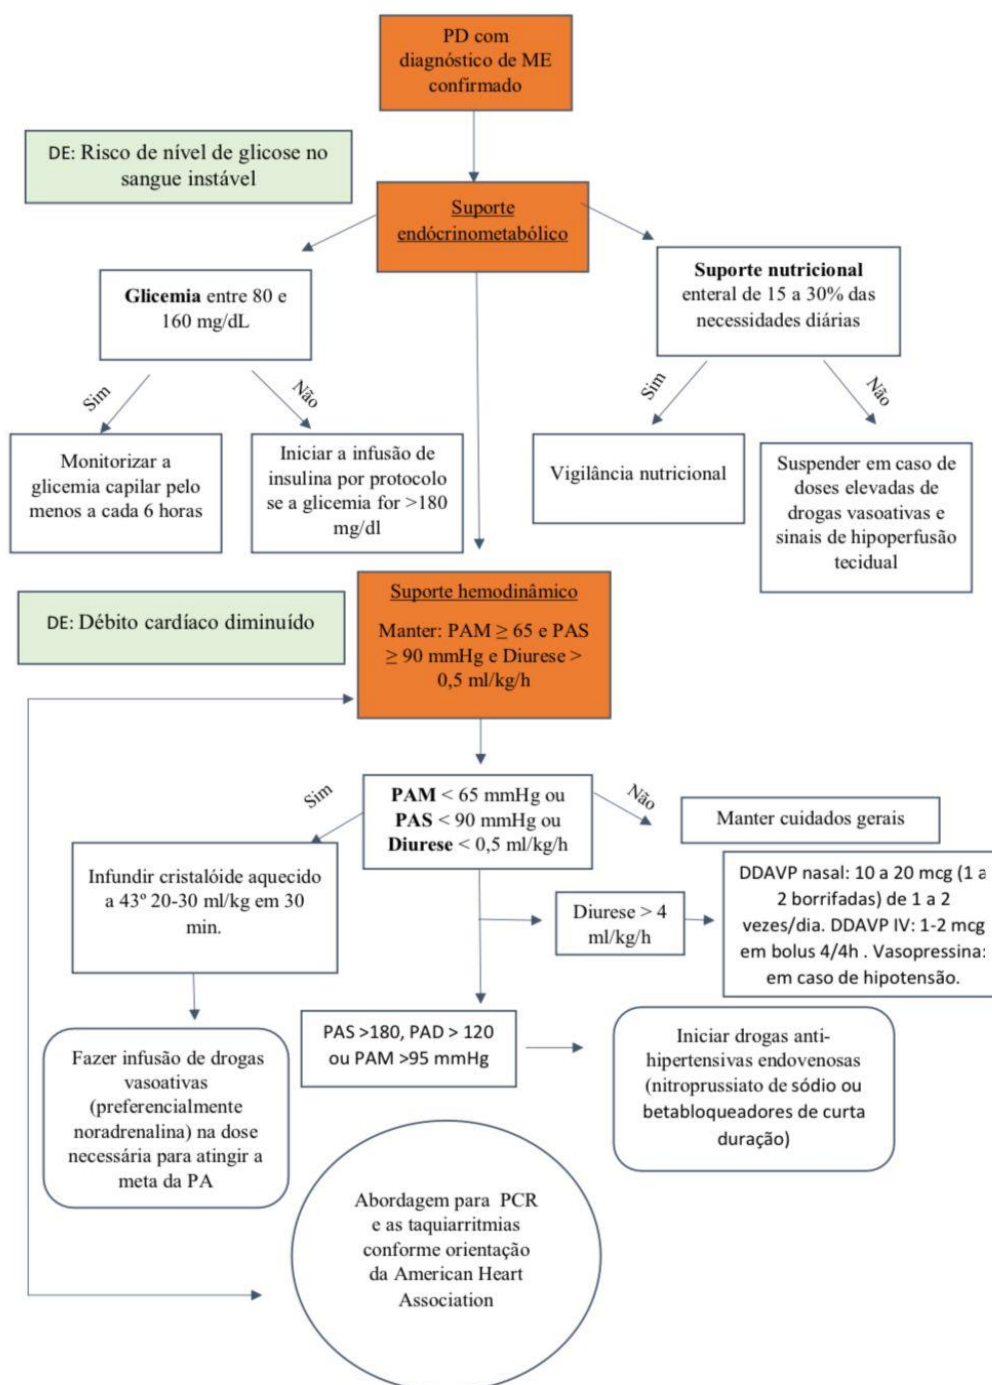 PD com
diagnóstico de ME
confirmado
DE: Risco de nível de glicose no
sangue instável
Suporte
endócrinometabólico
Glicemia entre 80 e
160 mg/dL
Suporte nutricional
enteral de 15 a 30% das
necessidades diárias
Sim
Não
Sim
Não
Monitorizar a
glicemia capilar pelo
menos a cada 6 horas
Iniciar a infusão de
insulina por protocolo
se a glicemia for >180
mg/dl
Vigilância nutricional
Suspender em caso de
doses elevadas de
drogas vasoativas e
sinais de hipoperfusão
tecidual
DE: Débito cardíaco diminuído
Suporte hemodinâmico
Manter: PAM ≥ 65 e PAS
≥ 90 mmHg e Diurese >
0,5 ml/kg/h
Sim
PAM < 65 mmHg ou
PAS < 90 mmHg ou
Diurese < 0,5 ml/kg/h
Não
Manter cuidados gerais
Infundir cristalóide aquecido
a 43º 20-30 ml/kg em 30
min.
Diurese > 4
ml/kg/h
DDAVP nasal: 10 a 20 mcg (1 a
2 borrifadas) de 1 a 2
vezes/dia. DDAVP IV: 1-2 mcg
em bolus 4/4h . Vasopressina:
em caso de hipotensão.
PAS >180, PAD > 120
ou PAM >95 mmHg
Iniciar drogas anti-
hipertensivas endovenosas
(nitroprussiato de sódio ou
betabloqueadores de curta
duração)
Fazer infusão de drogas
vasoativas
(preferencialmente
noradrenalina) na dose
necessária para atingir a
meta da PA
Abordagem para PCR
e as taquiarritmias
conforme orientação
da American Heart
Association